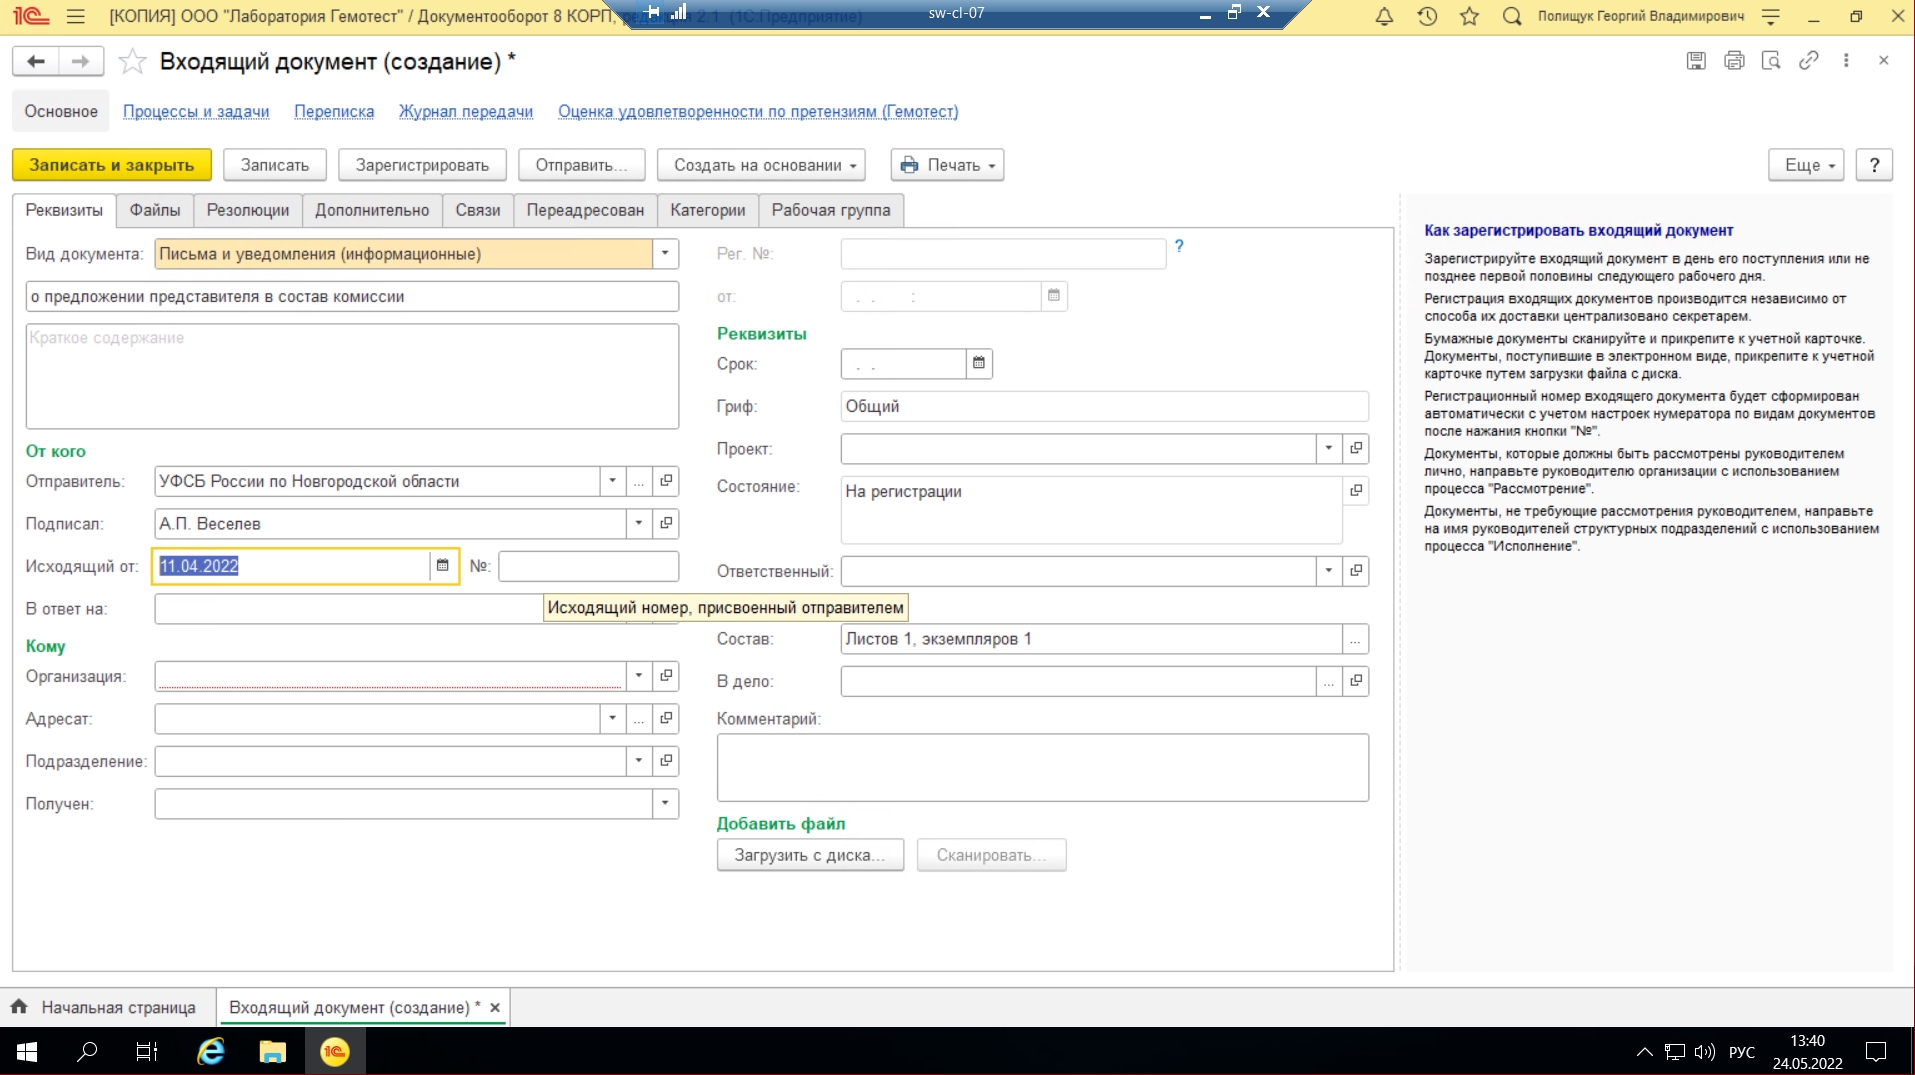 [КОПИЯ] ООО "Лаборатория Гемотест" / Документооборот 8 КОРП, редакция 2.1 (1С:Предприятие)
sw-cl-07
Полищук Георгий Владимирович
Входящий документ (создание) *
Основное
Процессы и задачи
Переписка
Журнал передачи
Оценка удовлетворенности по претензиям (Гемотест)
Записать и закрыть
Записать
Зарегистрировать
Отправить...
Создать на основании
Печать
Еще
?
Реквизиты
Файлы
Резолюции
Дополнительно
Связи
Переадресован
Категории
Рабочая группа
Вид документа: Письма и уведомления (информационные)
о предложении представителя в состав комиссии
Краткое содержание
От кого
Отправитель: УФСБ России по Новгородской области
...
Подписал: А.П. Веселев
Исходящий от: 11.04.2022
№:
В ответ на:
Исходящий номер, присвоенный отправителем
Кому
Организация:
Адресат:
...
Подразделение:
Получен:
Рег. №:
?
от: . . :
Реквизиты
Срок: . .
Гриф: Общий
Проект:
Состояние: На регистрации
Ответственный:
Состав: Листов 1, экземпляров 1
...
В дело:
...
Комментарий:
Добавить файл
Загрузить с диска...
Сканировать...
Как зарегистрировать входящий документ
Зарегистрируйте входящий документ в день его поступления или не
позднее первой половины следующего рабочего дня.
Регистрация входящих документов производится независимо от
способа их доставки централизовано секретарем.
Бумажные документы сканируйте и прикрепите к учетной карточке.
Документы, поступившие в электронном виде, прикрепите к учетной
карточке путем загрузки файла с диска.
Регистрационный номер входящего документа будет сформирован
автоматически с учетом настроек нумератора по видам документов
после нажания кнопки "№".
Документы, которые должны быть рассмотрены руководителем
лично, направьте руководителю организации с использованием
процесса "Рассмотрение".
Документы, не требующие рассмотрения руководителем, направьте
на имя руководителей структурных подразделений с использованием
процесса "Исполнение".
Начальная страница
Входящий документ (создание) *
РУС
13:40
24.05.2022